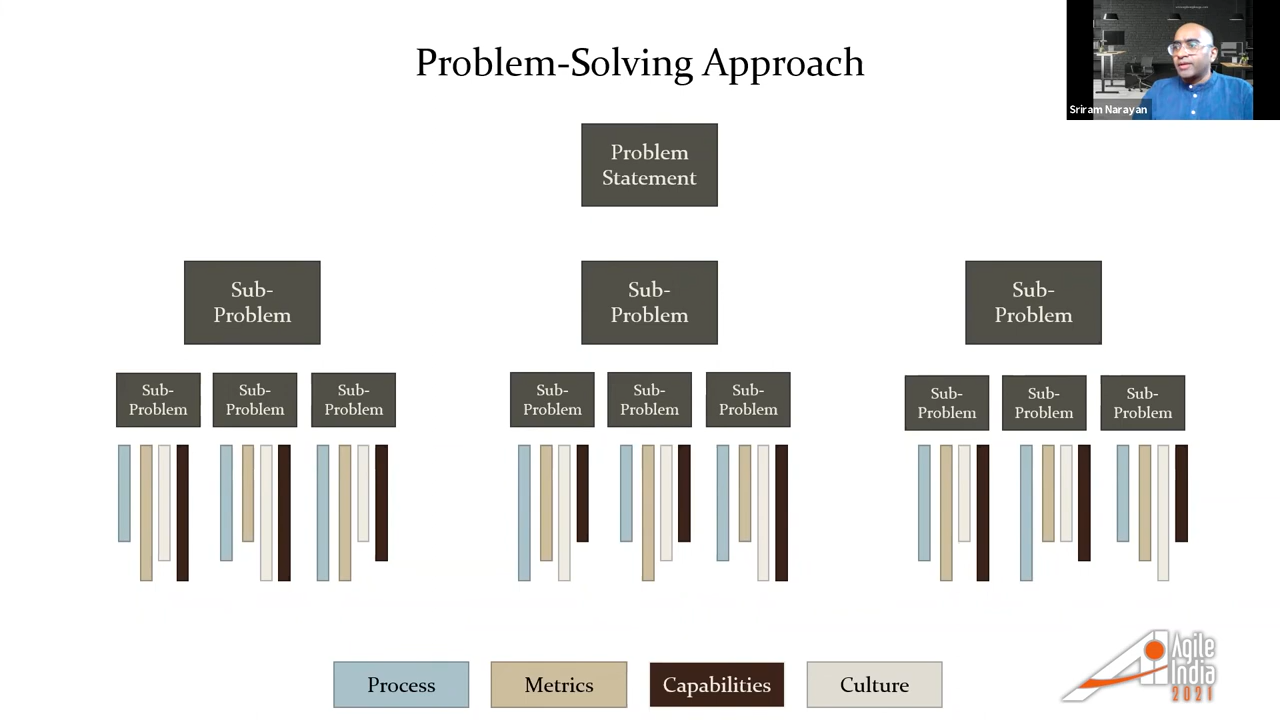 Problem-Solving Approach
Sriram Narayan
Problem
Statement
Sub-
Problem
Sub-
Problem
Sub-
Problem
Sub-
Problem
Sub-
Problem
Sub-
Problem
Sub-
Problem
Sub-
Problem
Sub-
Problem
Sub-
Problem
Sub-
Problem
Sub-
Problem
Process
Metrics
Capabilities
Culture
Agile
India
2021